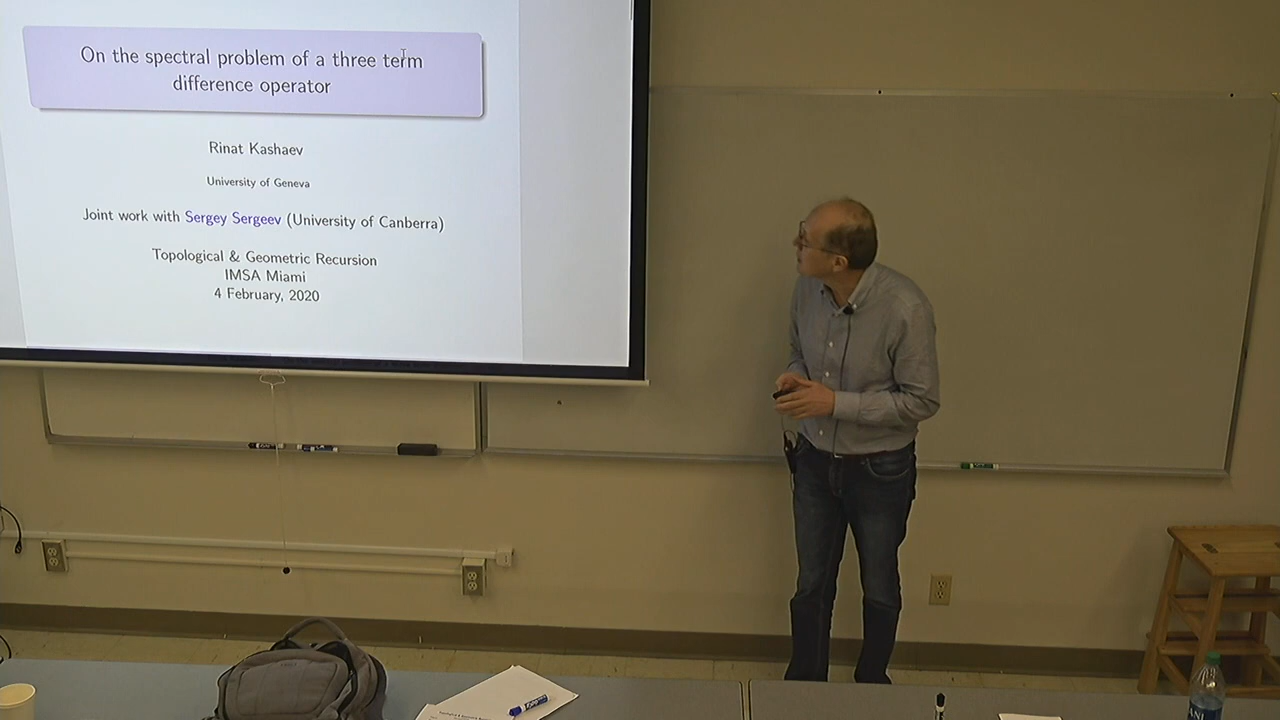 On the spectral problem of a three term
difference operator
Rinat Kashaev
University of Geneva
Joint work with Sergey Sergeev (University of Canberra)
Topological & Geometric Recursion
IMSA Miami
4 February, 2020